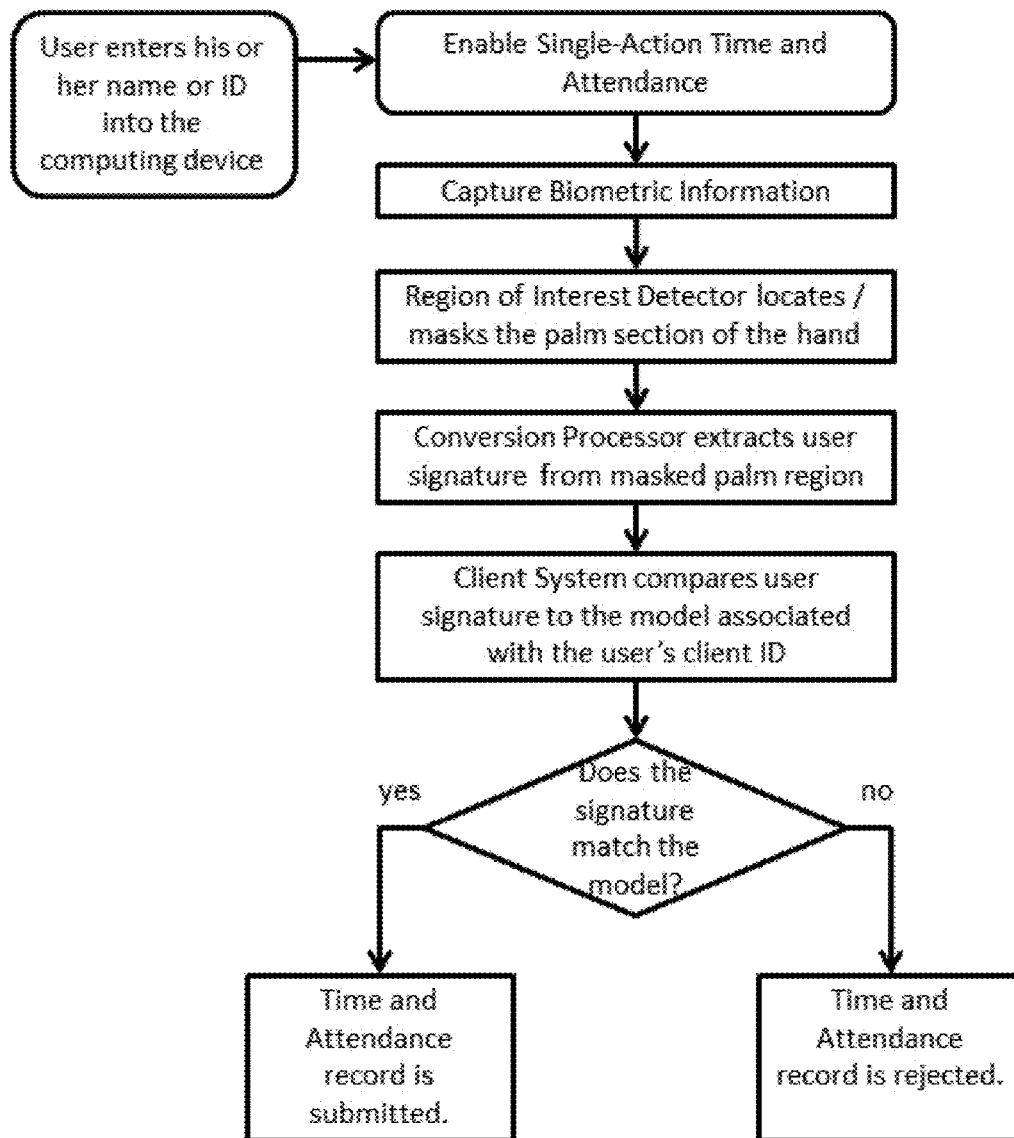 User enters his or
her name or ID
into the
computing device
Enable Single-Action Time and
Attendance
Capture Biometric Information
Region of Interest Detector locates /
masks the palm section of the hand
Conversion Processor extracts user
signature from masked palm region
Client System compares user
signature to the model associated
with the user's client ID
Does the
signature
match the
model?
yes
no
Time and
Attendance
record is
submitted.
Time and
Attendance
record is rejected.